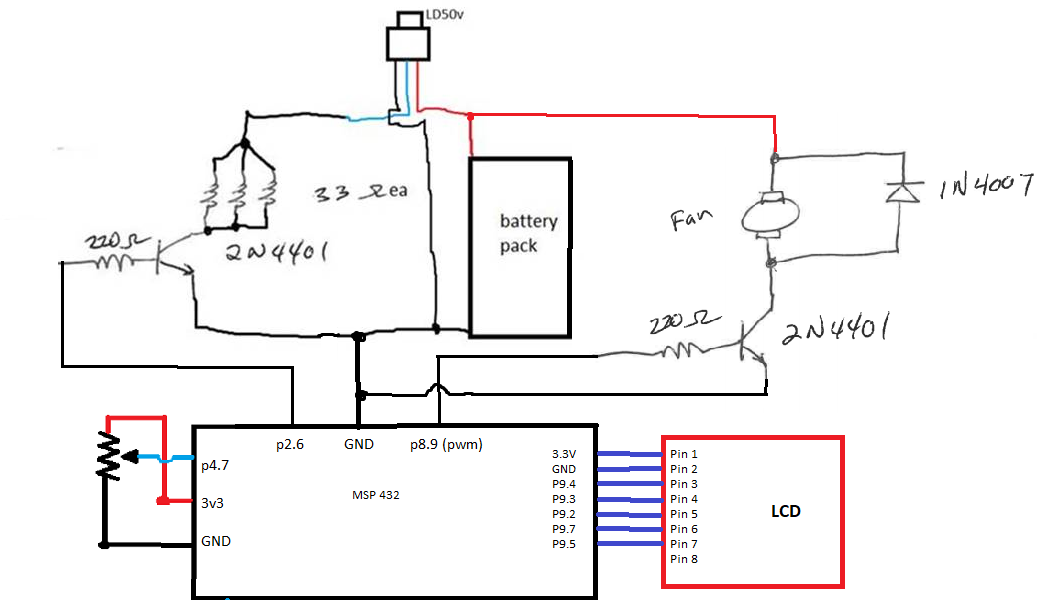 LD50v
33 Ω ea
220Ω
2N4401
battery
pack
Fan
1N4007
220Ω
2N4401
p2.6
GND
p8.9 (pwm)
p4.7
3v3
GND
MSP 432
3.3V
GND
P9.4
P9.3
P9.2
P9.7
P9.5
Pin 1
Pin 2
Pin 3
Pin 4
Pin 5
Pin 6
Pin 7
Pin 8
LCD